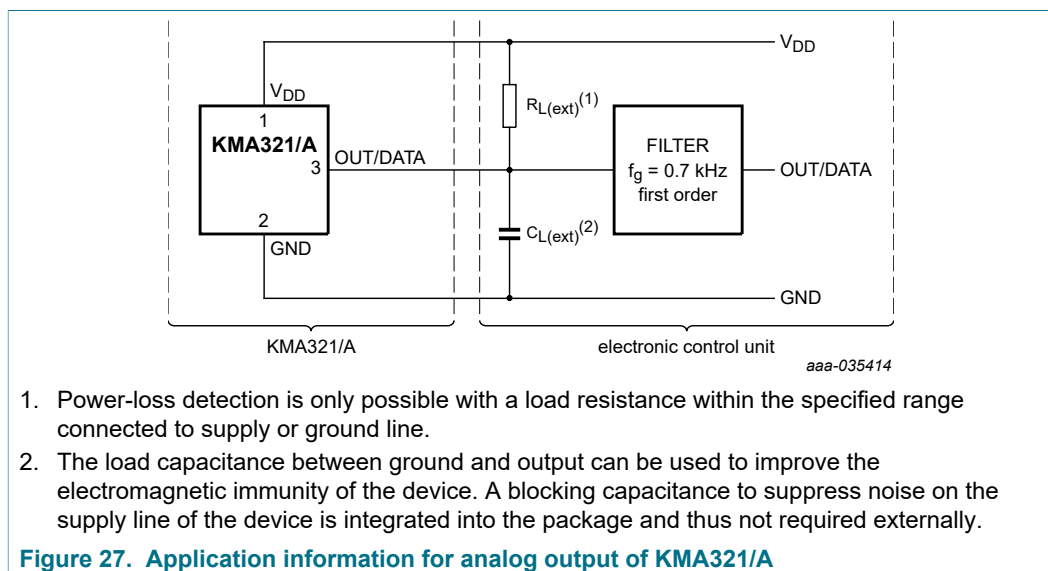 V_DD
V_DD
R_L(ext)^(1)
1
KMA321/A
3
OUT/DATA
FILTER
f_g = 0.7 kHz
first order
OUT/DATA
2
C_L(ext)^(2)
GND
GND
KMA321/A
electronic control unit
aaa-035414
1. Power-loss detection is only possible with a load resistance within the specified range
connected to supply or ground line.
2. The load capacitance between ground and output can be used to improve the
electromagnetic immunity of the device. A blocking capacitance to suppress noise on the
supply line of the device is integrated into the package and thus not required externally.
Figure 27. Application information for analog output of KMA321/A